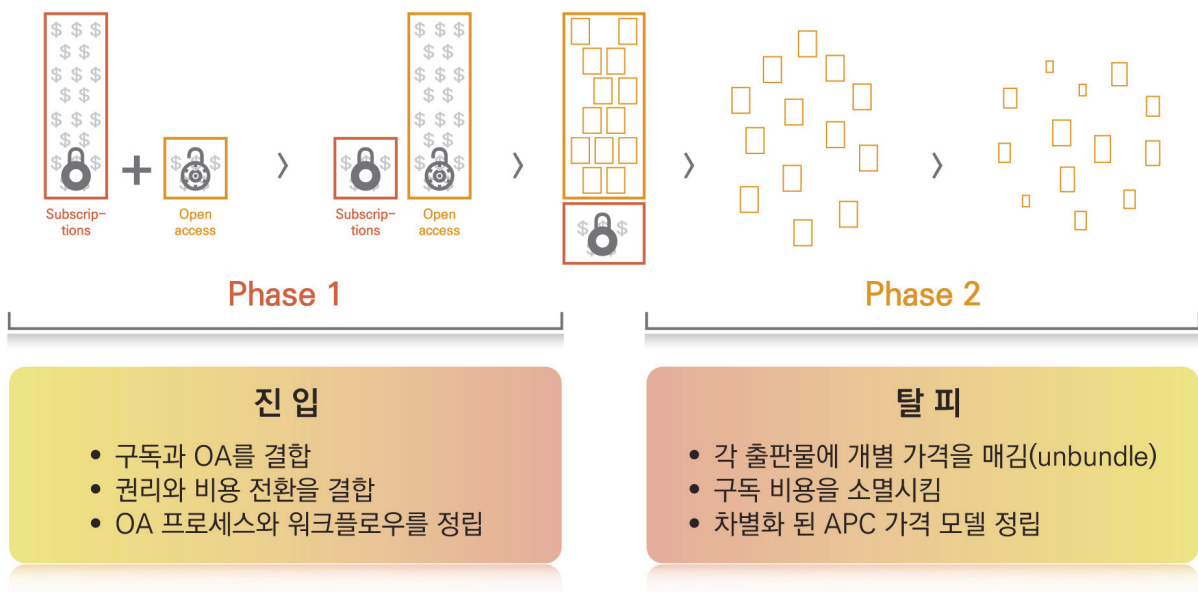 Subscrip-
tions
Open
access
Subscrip-
tions
Open
access
Phase 1
Phase 2
진 입
• 구독과 OA를 결합
• 권리와 비용 전환을 결합
• OA 프로세스와 워크플로우를 정립
탈 피
• 각 출판물에 개별 가격을 매김(unbundle)
• 구독 비용을 소멸시킴
• 차별화 된 APC 가격 모델 정립